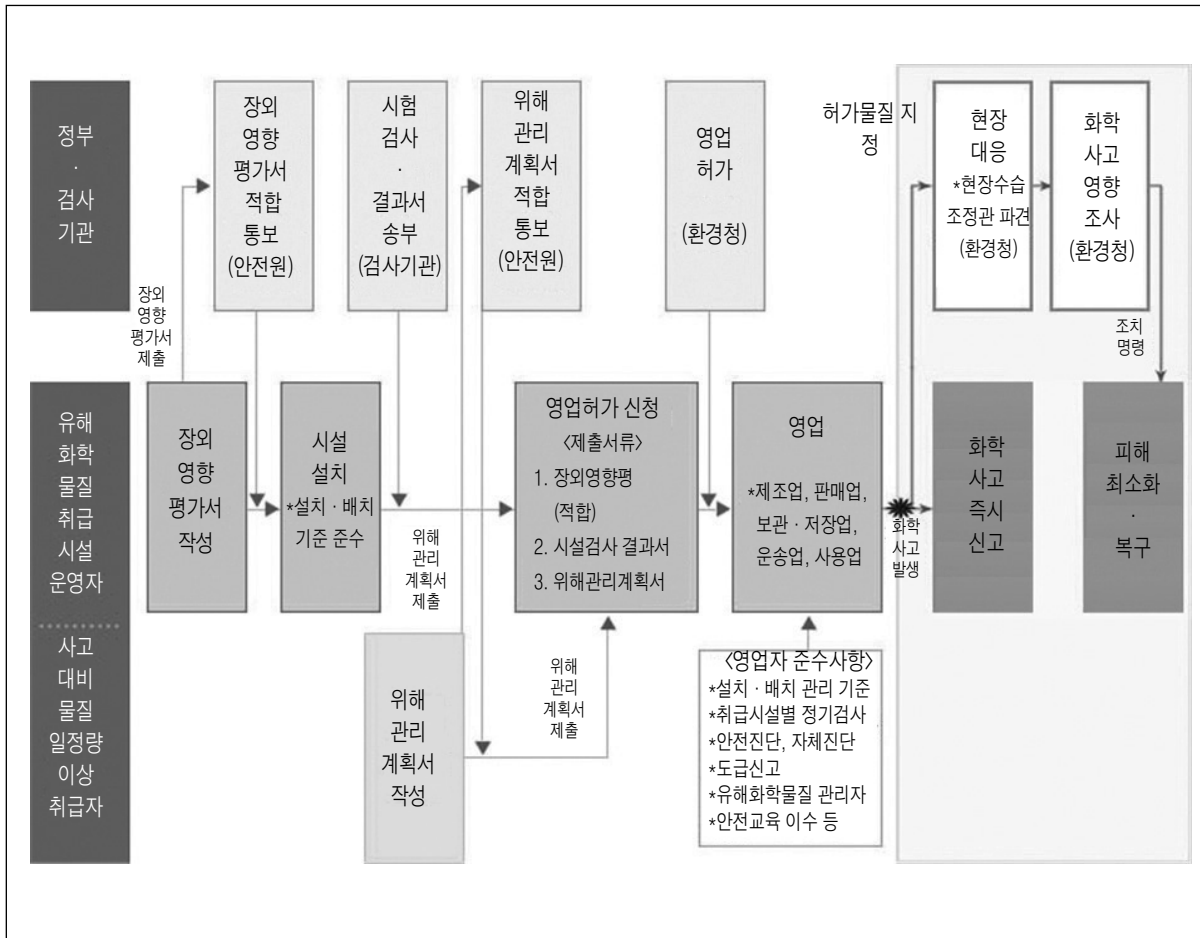 정부
·
검사
기관
장외
영향
평가서
적합
통보
(안전원)
시험
검사
·
결과서
송부
(검사기관)
위해
관리
계획서
적합
통보
(안전원)
영업
허가
(환경청)
허가물질 지
정
현장
대응
*현장수습
조정관 파견
(환경청)
화학
사고
영향
조사
(환경청)
장외
영향
평가서
제출
조치
명령
유해
화학
물질
취급
시설
운영자
장외
영향
평가서
작성
시설
설치
*설치 · 배치
기준 준수
위해
관리
계획서
제출
영업허가 신청
<제출서류>
1. 장외영향평
(적합)
2. 시설검사 결과서
3. 위해관리계획서
영업
*제조업, 판매업,
보관 · 저장업,
운송업, 사용업
화학
사고
발생
화학
사고
즉시
신고
피해
최소화
·
복구
사고
대비
물질
일정량
이상
취급자
위해
관리
계획서
작성
위해
관리
계획서
제출
<영업자 준수사항>
*설치 · 배치 관리 기준
*취급시설별 정기검사
*안전진단, 자체진단
*도급신고
*유해화학물질 관리자
*안전교육 이수 등